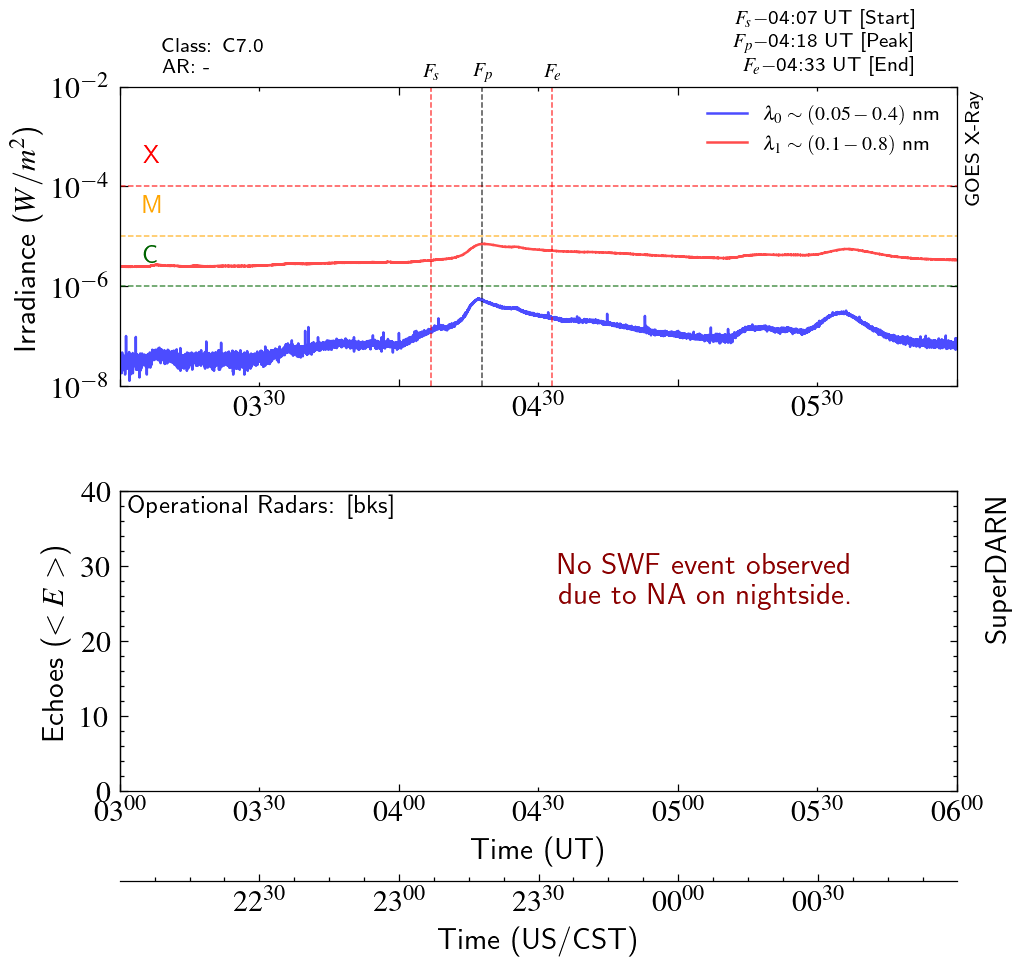 Fₛ−04:07 UT [Start]
Class: C7.0
Fₚ−04:18 UT [Peak]
AR: -
Fₑ−04:33 UT [End]
Fₛ Fₚ Fₑ
10⁻²
λ₀ ∼ (0.05 − 0.4) nm
λ₁ ∼ (0.1 − 0.8) nm
GOES X-Ray
Irradiance (W/m²)
X
10⁻⁴
M
C
10⁻⁶
10⁻⁸
03³⁰ 04³⁰ 05³⁰
40
Operational Radars: [bks]
No SWF event observed
due to NA on nightside.
SuperDARN
Echoes (< E >)
30
20
10
0
03⁰⁰ 03³⁰ 04⁰⁰ 04³⁰ 05⁰⁰ 05³⁰ 06⁰⁰
Time (UT)
22³⁰ 23⁰⁰ 23³⁰ 00⁰⁰ 00³⁰
Time (US/CST)